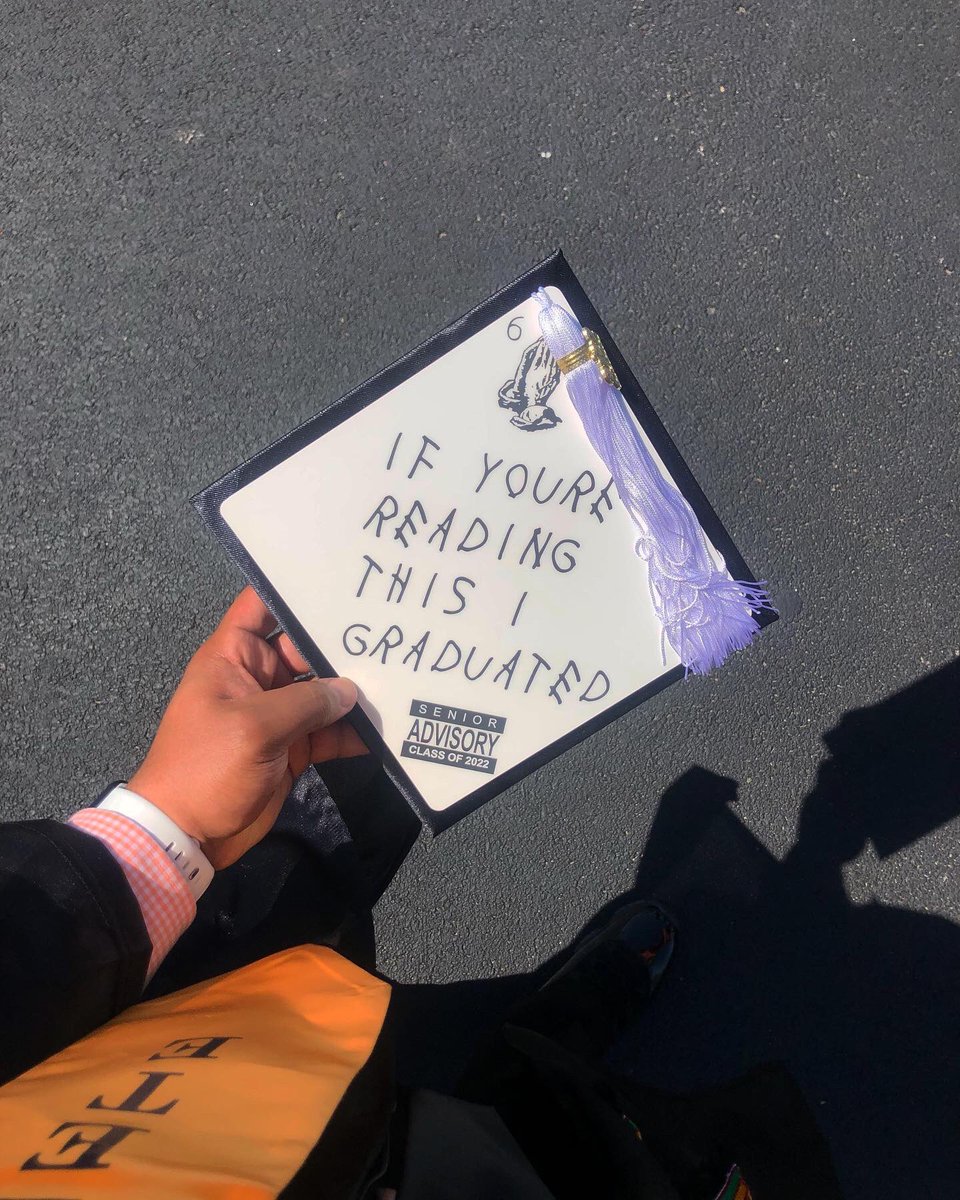 6
IF YOURE
READING
THIS I
GRADUATED
SENIOR
ADVISORY
CLASS OF 2022
E
T
E